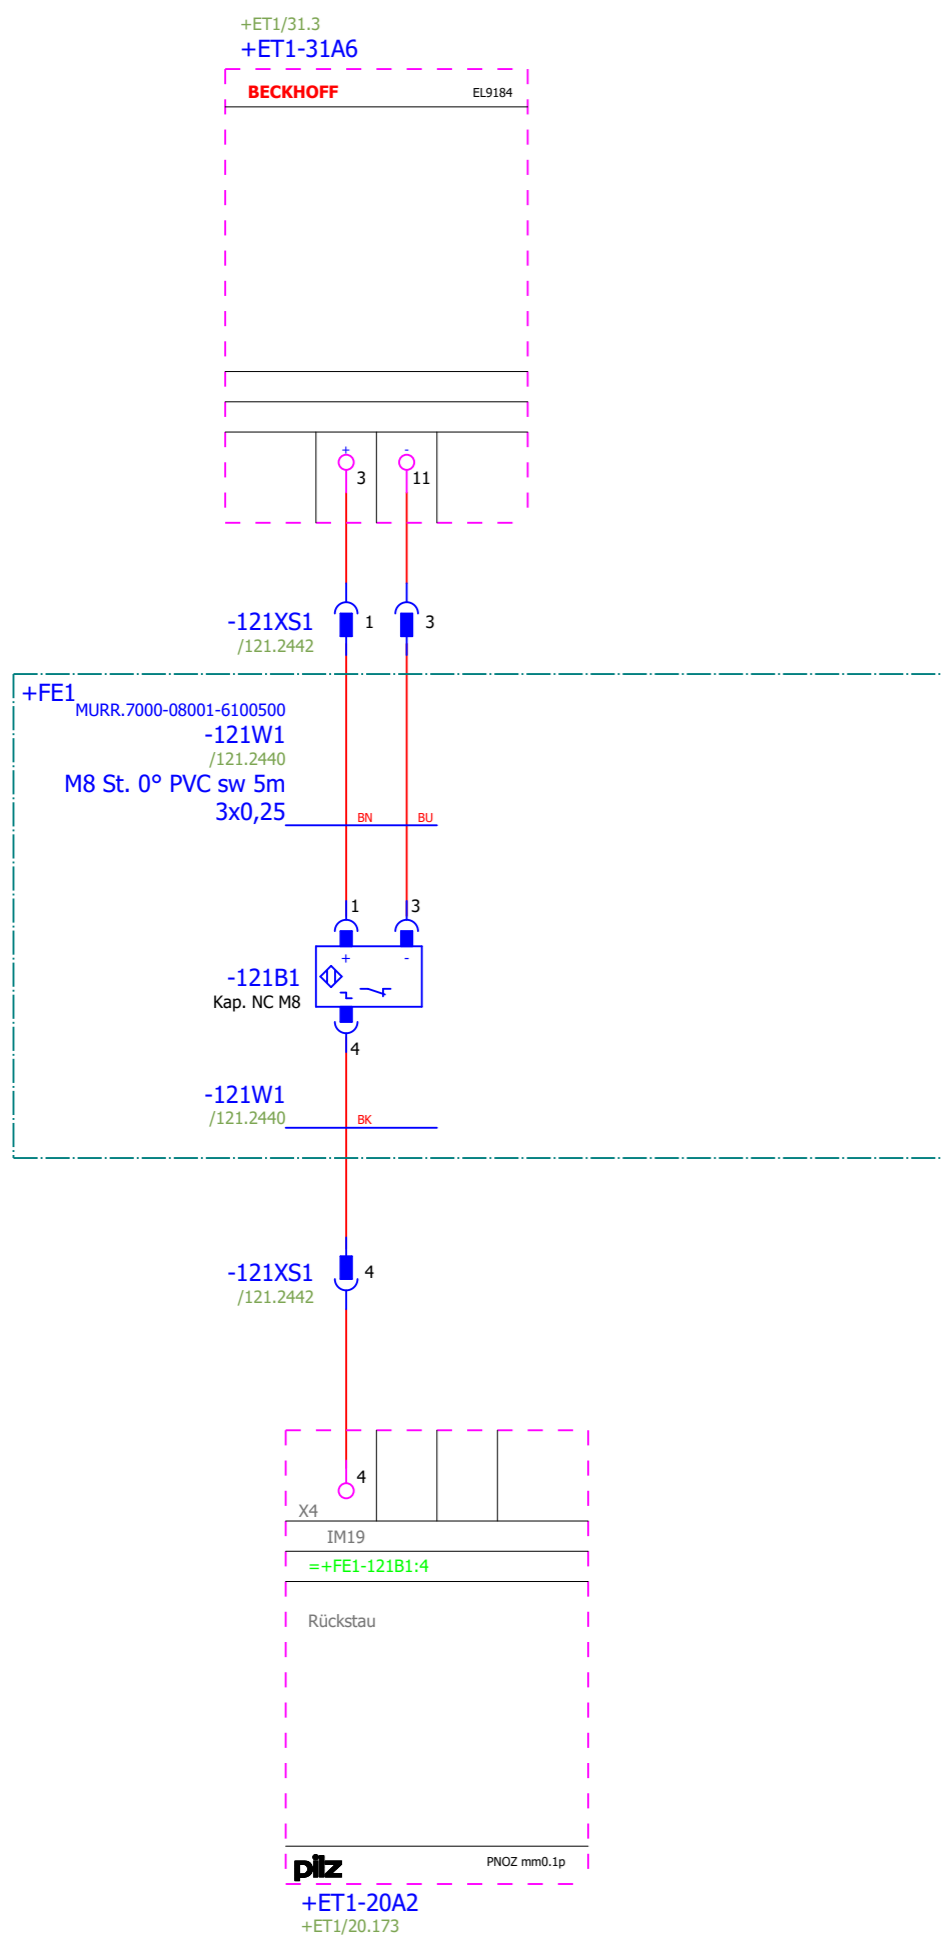 +ET1/31.3
+ET1-31A6
BECKHOFF EL9184
+ -
3 11
-121XS1 1 3
/121.2442
+FE1
MURR.7000-08001-6100500
-121W1
/121.2440
M8 St. 0° PVC sw 5m
3x0,25 BN BU
1 3
+ -
-121B1
Kap. NC M8
4
-121W1
/121.2440 BK
-121XS1 4
/121.2442
4
X4
IM19
=+FE1-121B1:4
Rückstau
pilz PNOZ mm0.1p
+ET1-20A2
+ET1/20.173